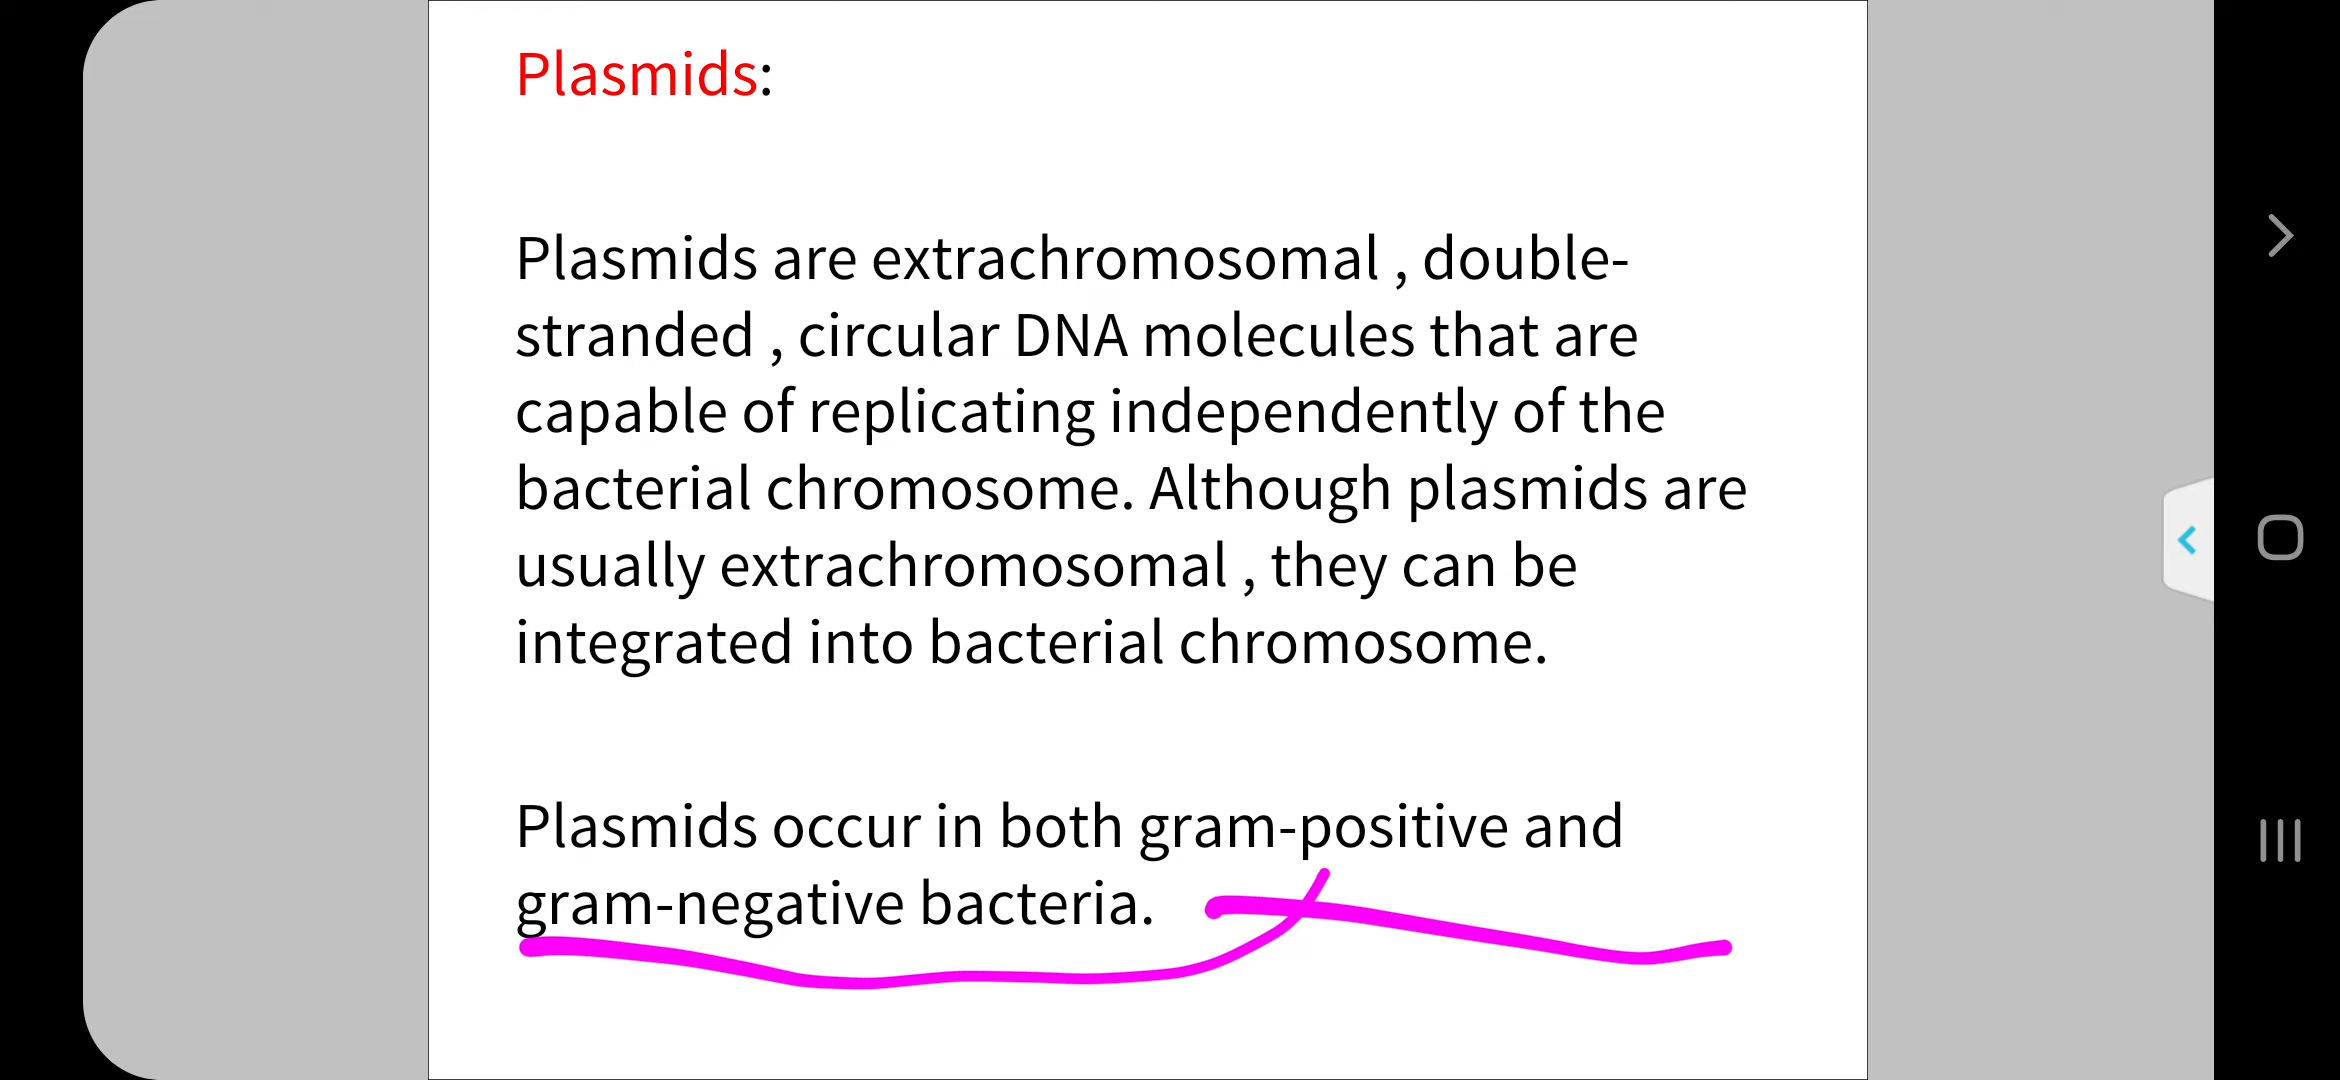 Plasmids:
Plasmids are extrachromosomal , double-
stranded , circular DNA molecules that are
capable of replicating independently of the
bacterial chromosome. Although plasmids are
usually extrachromosomal , they can be
integrated into bacterial chromosome.
Plasmids occur in both gram-positive and
gram-negative bacteria.